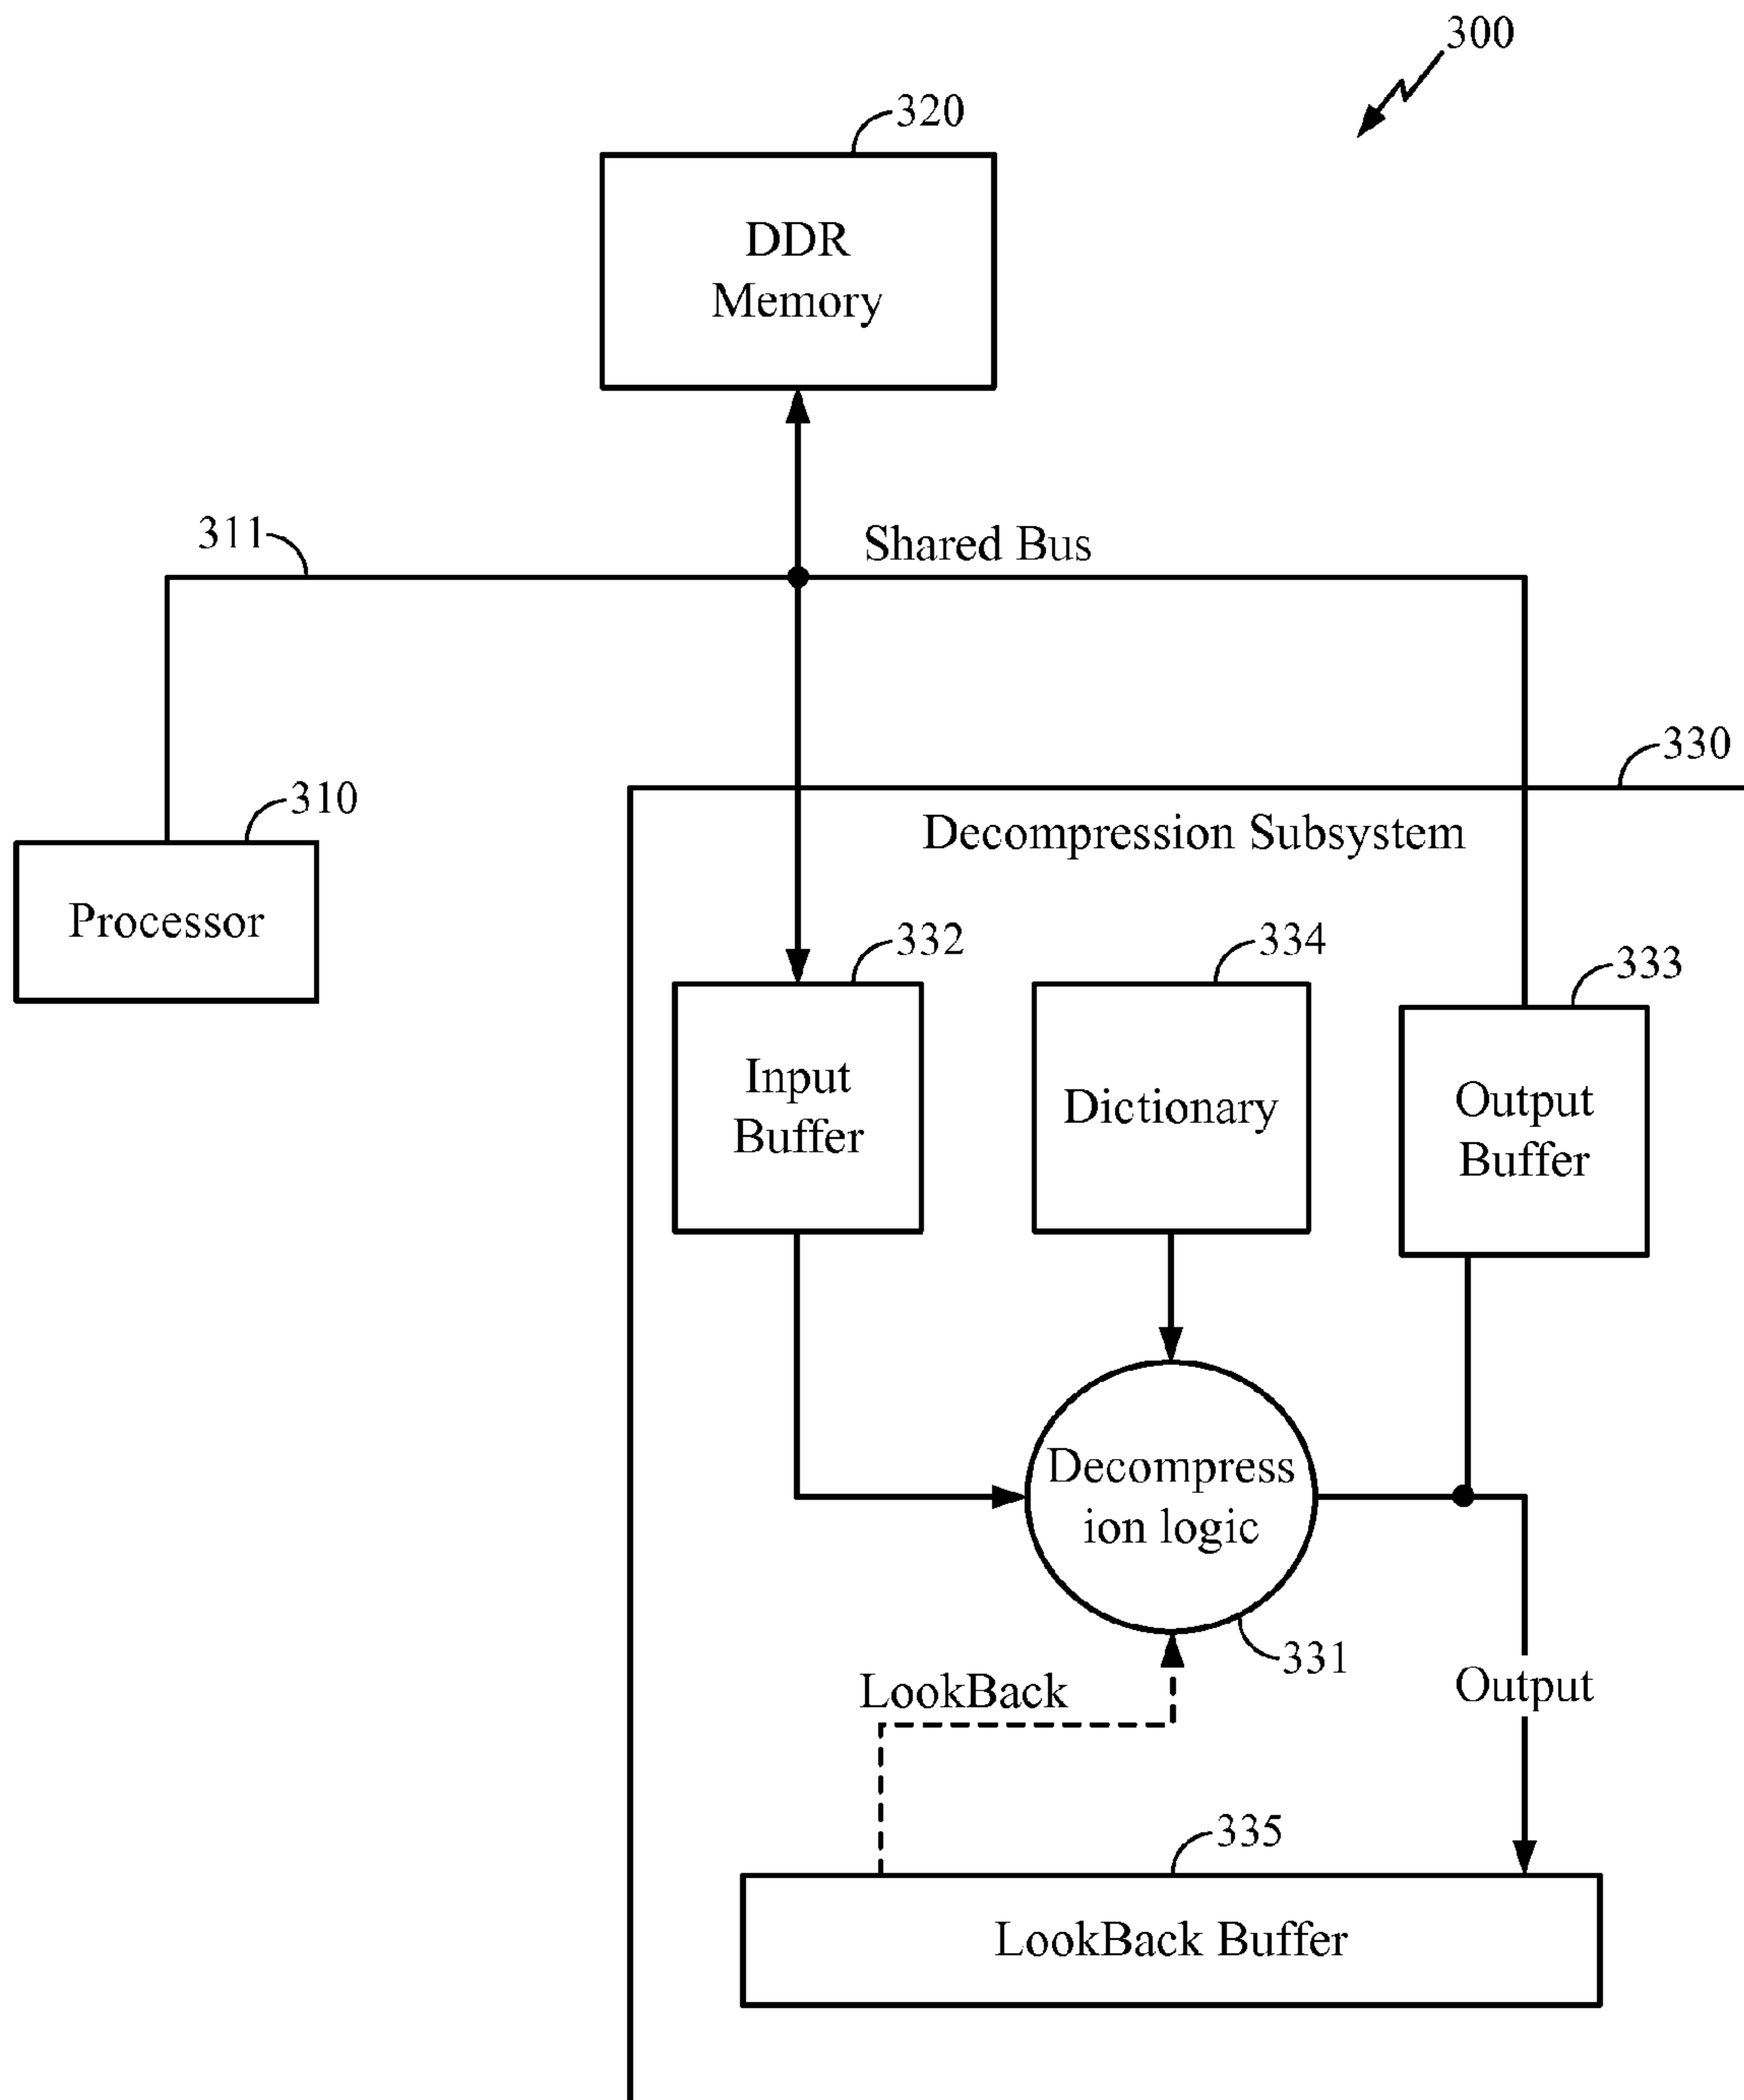 300
320
DDR
Memory
311
Shared Bus
330
310
Decompression Subsystem
Processor
332
334
333
Input
Buffer
Dictionary
Output
Buffer
Decompress
ion logic
331
LookBack
Output
335
LookBack Buffer